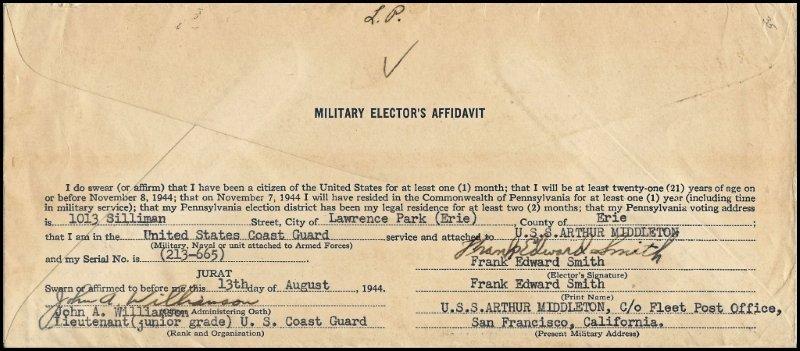 L.P.
MILITARY ELECTOR'S AFFIDAVIT
I do swear (or affirm) that I have been a citizen of the United States for at least one (1) month; that I will be at least twenty-one (21) years of age on
or before November 8, 1944; that on November 7, 1944 I will have resided in the Commonwealth of Pennsylvania for at least one (1) year (including time
in military service); that my Pennsylvania election district has been my legal residence for at least two (2) months; that my Pennsylvania voting address
is 1013 Silliman Street, City of Lawrence Park (Erie) County of Erie
that I am in the United States Coast Guard service and attached to U.S.S.ARTHUR MIDDLETON
(Military, Naval or unit attached to Armed Forces)
Frank Edward Smith
and my Serial No. is (213-665) Frank Edward Smith
(Elector's Signature)
JURAT
Sworn or affirmed to before me this 13th day of August, 1944. Frank Edward Smith
(Print Name)
John A. Williamson
John A. Williamson Administering Oath) U.S.S.ARTHUR MIDDLETON, C/o Fleet Post Office,
Lieutenant(junior grade) U. S. Coast Guard San Francisco, California.
(Rank and Organization) (Present Military Address)